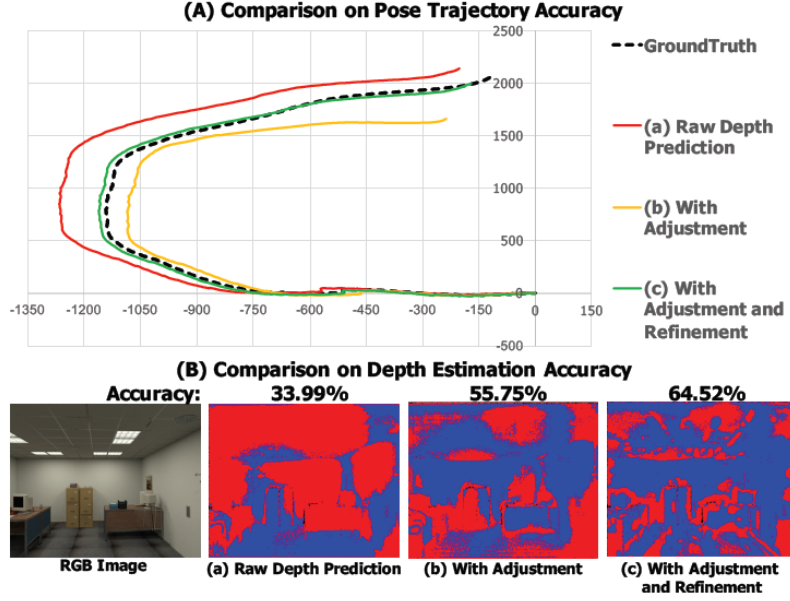 (A) Comparison on Pose Trajectory Accuracy
2500
2000
1500
1000
500
0
-500
-1350 -1200 -1050 -900 -750 -600 -450 -300 -150 0 150
GroundTruth
(a) Raw Depth
Prediction
(b) With
Adjustment
(c) With
Adjustment and
Refinement
(B) Comparison on Depth Estimation Accuracy
Accuracy: 33.99% 55.75% 64.52%
RGB Image
(a) Raw Depth Prediction
(b) With Adjustment
(c) With Adjustment
and Refinement